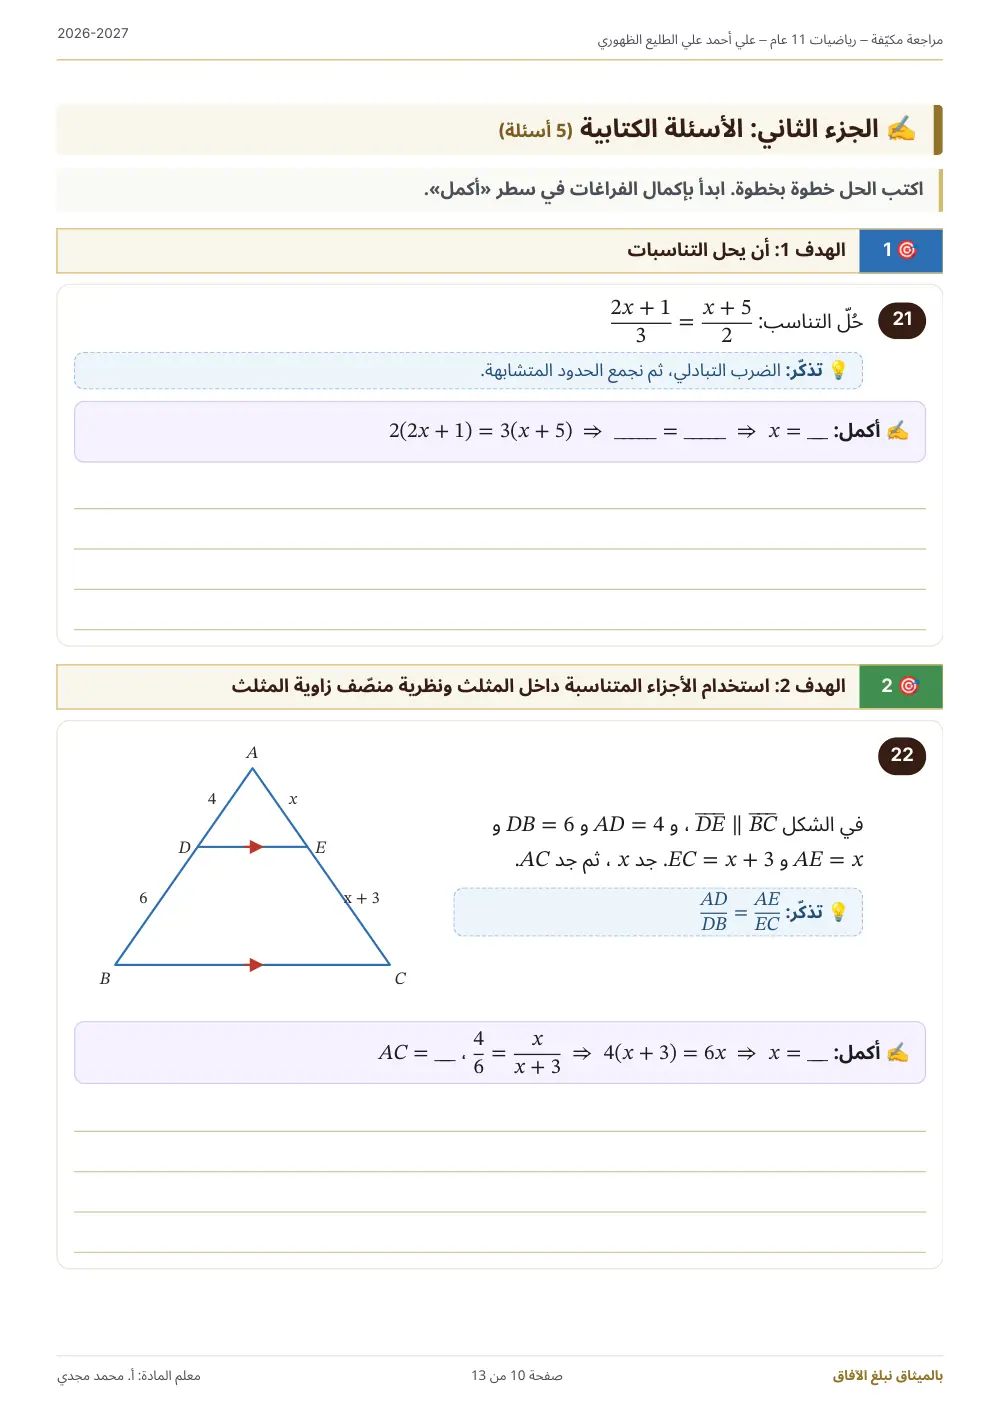 مراجعة مكيّفة – رياضيات 11 عام – علي أحمد علي الطليع الظهوري
2026-2027
✍️ الجزء الثاني: الأسئلة الكتابية (5 أسئلة)
اكتب الحل خطوة بخطوة. ابدأ بإكمال الفراغات في سطر «أكمل».
🎯 1
الهدف 1: أن يحل التناسبات
21
حُلّ التناسب: (2x + 1)/3 = (x + 5)/2
💡 تذكّر: الضرب التبادلي، ثم نجمع الحدود المتشابهة.
✍️ أكمل: 2(2x + 1) = 3(x + 5) ⇒ _____ = _____ ⇒ x = __
🎯 2
الهدف 2: استخدام الأجزاء المتناسبة داخل المثلث ونظرية منصّف زاوية المثلث
22
في الشكل DE ∥ BC ، و AD = 4 و DB = 6 و
AE = x و EC = x + 3. جد x ، ثم جد AC.
💡 تذكّر: AD/DB = AE/EC
A
4
x
D
E
6
x + 3
B
C
✍️ أكمل: 4/6 = x/(x + 3) ⇒ 4(x + 3) = 6x ⇒ x = __ ، AC = __
بالميثاق نبلغ الآفاق
صفحة 10 من 13
معلم المادة: أ. محمد مجدي